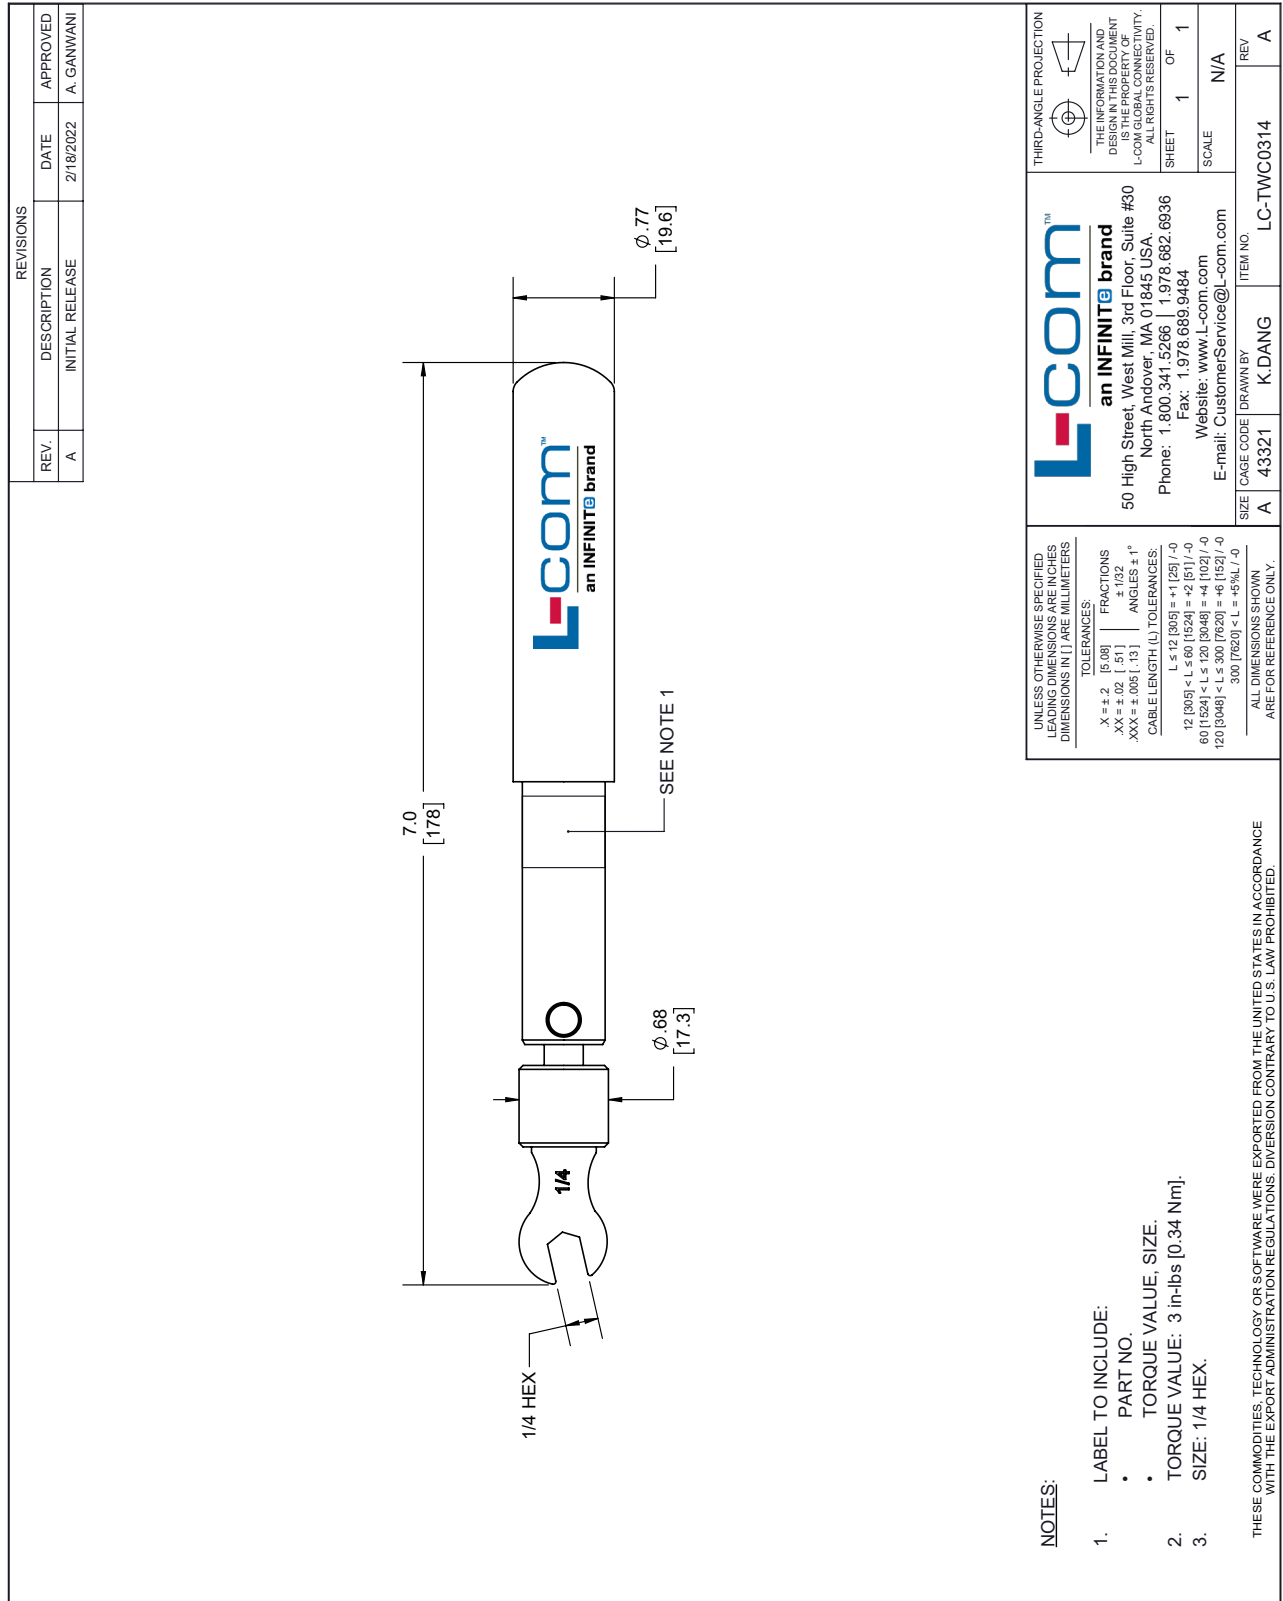 REVISIONS
REV. DESCRIPTION DATE APPROVED
A INITIAL RELEASE 2/18/2022 A. GANWANI
7.0
[178]
1/4 HEX
1/4
Ø.68
[17.3]
SEE NOTE 1
L-com™
an INFINITe brand
Ø.77
[19.6]
NOTES:
1. LABEL TO INCLUDE:
• PART NO.
• TORQUE VALUE, SIZE.
2. TORQUE VALUE: 3 in-lbs [0.34 Nm].
3. SIZE: 1/4 HEX.
THESE COMMODITIES, TECHNOLOGY OR SOFTWARE WERE EXPORTED FROM THE UNITED STATES IN ACCORDANCE
WITH THE EXPORT ADMINISTRATION REGULATIONS. DIVERSION CONTRARY TO U.S. LAW PROHIBITED.
UNLESS OTHERWISE SPECIFIED
LEADING DIMENSIONS ARE INCHES
DIMENSIONS IN [ ] ARE MILLIMETERS
TOLERANCES:
.X = ±.2 [5.08] FRACTIONS
.XX = ±.02 [.51] ± 1/32
.XXX = ±.005 [.13] ANGLES ± 1°
CABLE LENGTH (L) TOLERANCES:
L ≤ 12 [305] = +1 [25] / -0
12 [305] < L ≤ 60 [1524] = +2 [51] / -0
60 [1524] < L ≤ 120 [3048] = +4 [102] / -0
120 [3048] < L ≤ 300 [7620] = +6 [152] / -0
300 [7620] < L = +5%L / -0
ALL DIMENSIONS SHOWN
ARE FOR REFERENCE ONLY.
L-com™
an INFINITe brand
50 High Street, West Mill, 3rd Floor, Suite #30
North Andover, MA 01845 USA.
Phone: 1.800.341.5266 | 1.978.682.6936
Fax: 1.978.689.9484
Website: www.L-com.com
E-mail: CustomerService@L-com.com
THIRD-ANGLE PROJECTION
THE INFORMATION AND
DESIGN IN THIS DOCUMENT
IS THE PROPERTY OF
L-COM GLOBAL CONNECTIVITY.
ALL RIGHTS RESERVED.
SHEET 1 OF 1
SCALE N/A
SIZE A
CAGE CODE 43321
DRAWN BY K.DANG
ITEM NO. LC-TWC0314
REV A